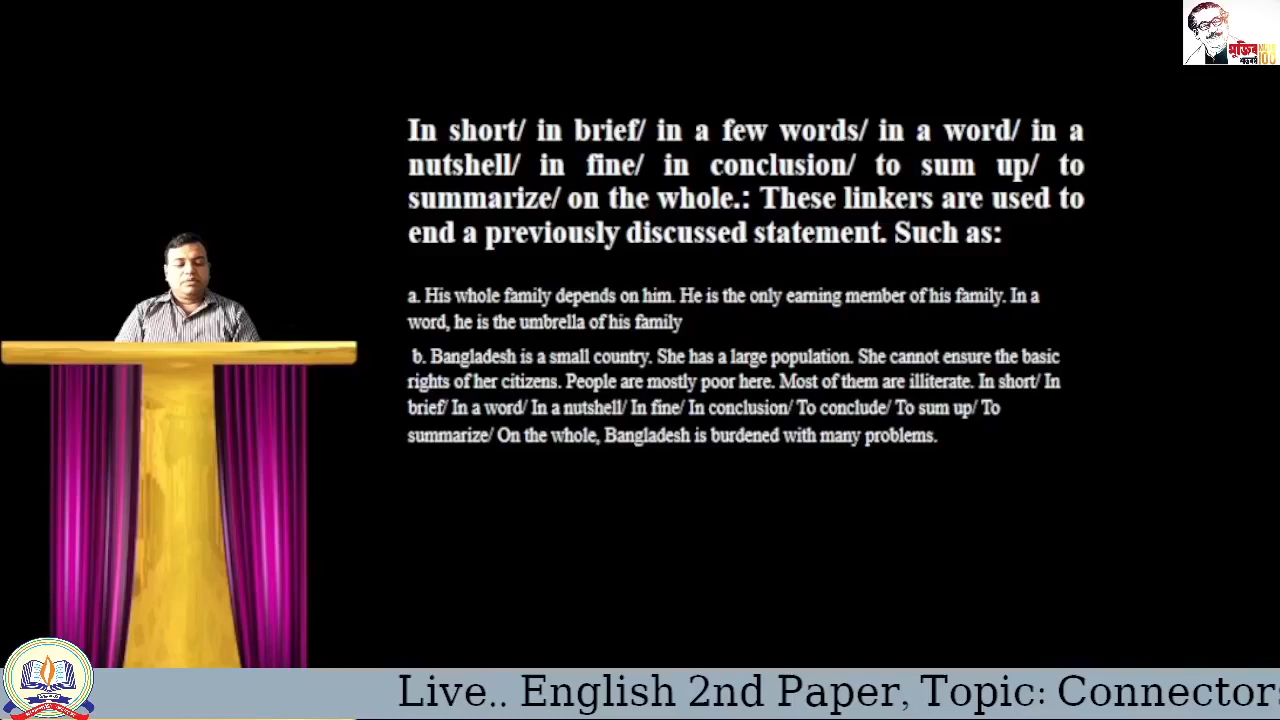 মুজিব
শতবর্ষ
100
In short/ in brief/ in a few words/ in a word/ in a
nutshell/ in fine/ in conclusion/ to sum up/ to
summarize/ on the whole.: These linkers are used to
end a previously discussed statement. Such as:
a. His whole family depends on him. He is the only earning member of his family. In a
word, he is the umbrella of his family
b. Bangladesh is a small country. She has a large population. She cannot ensure the basic
rights of her citizens. People are mostly poor here. Most of them are illiterate. In short/ In
brief/ In a word/ In a nutshell/ In fine/ In conclusion/ To conclude/ To sum up/ To
summarize/ On the whole, Bangladesh is burdened with many problems.
Live.. English 2nd Paper, Topic: Connectors